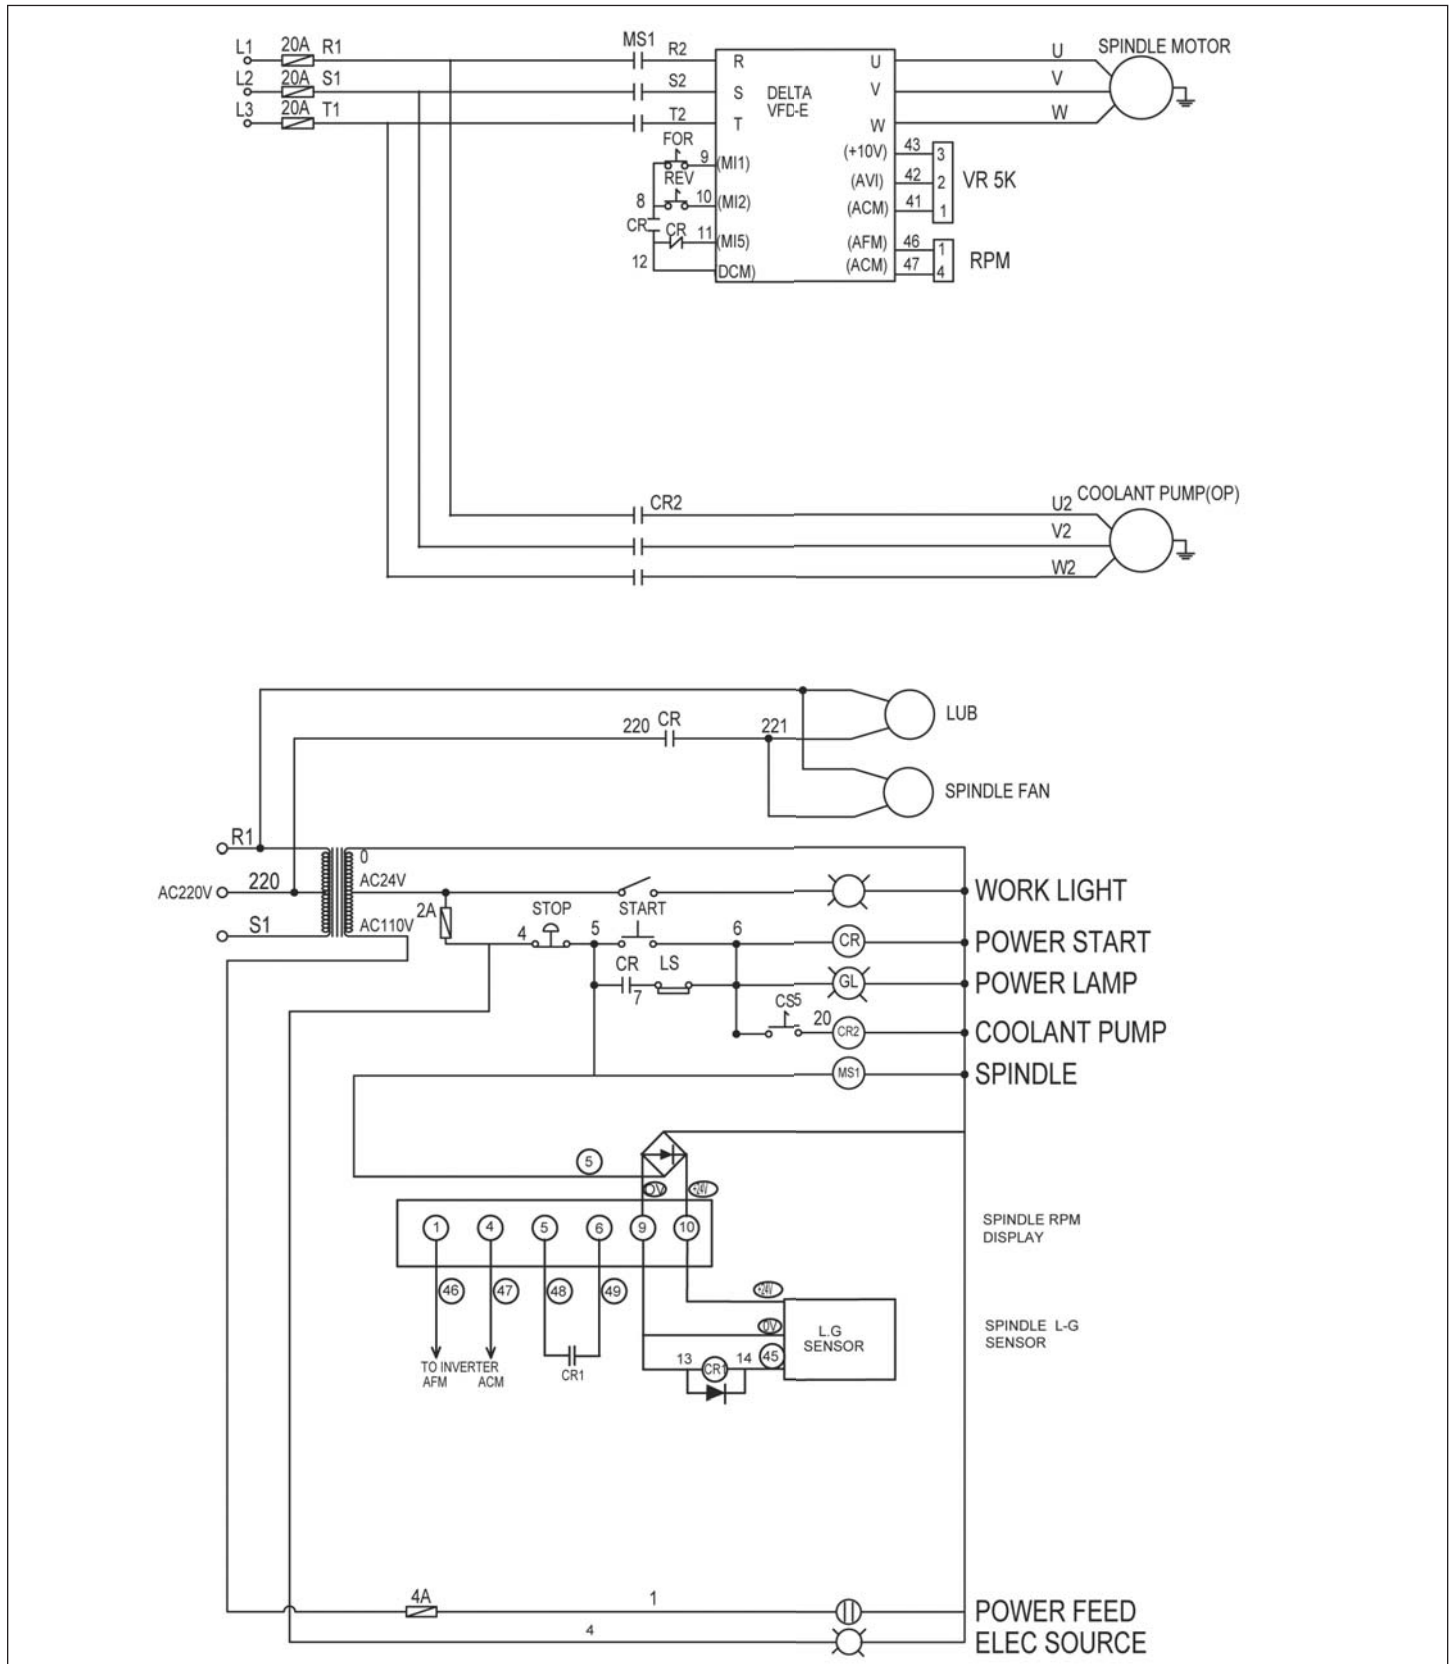 L1 20A R1 MS1 R2 R U U SPINDLE MOTOR
L2 20A S1 S2 S DELTA V V
VFD-E
L3 20A T1 T2 T W W
FOR 9 (MI1) (+10V) 43 3
REV (AVI) 42 2 VR 5K
8 10 (MI2) (ACM) 41 1
CR CR 11 (MI5) (AFM) 46 1 RPM
12 DCM) (ACM) 47 4
CR2 U2 COOLANT PUMP(OP)
V2
W2
LUB
220 CR 221
SPINDLE FAN
R1 0
AC220V 220 AC24V WORK LIGHT
S1 AC110V 2A STOP START
4 5 6 CR POWER START
CR 7 LS GL POWER LAMP
CS5 20 CR2 COOLANT PUMP
MS1 SPINDLE
5
0V +24V
1 4 5 6 9 10 SPINDLE RPM
DISPLAY
46 47 48 49 +24V
0V L.G
SENSOR SPINDLE L-G
SENSOR
TO INVERTER
AFM ACM CR1 13 CR1 14 45
4A 1 POWER FEED
4 ELEC SOURCE